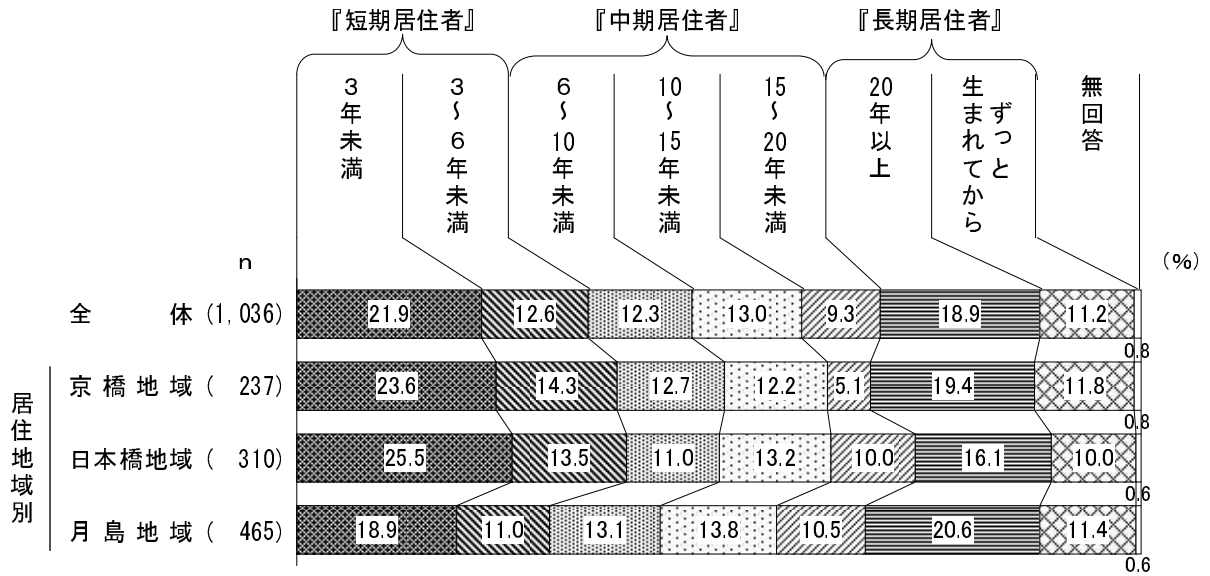 『短期居住者』 『中期居住者』 『長期居住者』
3年未満
3～6年未満
6～10年未満
10～15年未満
15～20年未満
20年以上
生まれてから
ずっと
無回答
n
(%)
全体(1,036) 21.9 12.6 12.3 13.0 9.3 18.9 11.2 0.8
居住地域別
京橋地域( 237) 23.6 14.3 12.7 12.2 5.1 19.4 11.8 0.8
日本橋地域( 310) 25.5 13.5 11.0 13.2 10.0 16.1 10.0 0.6
月島地域( 465) 18.9 11.0 13.1 13.8 10.5 20.6 11.4 0.6